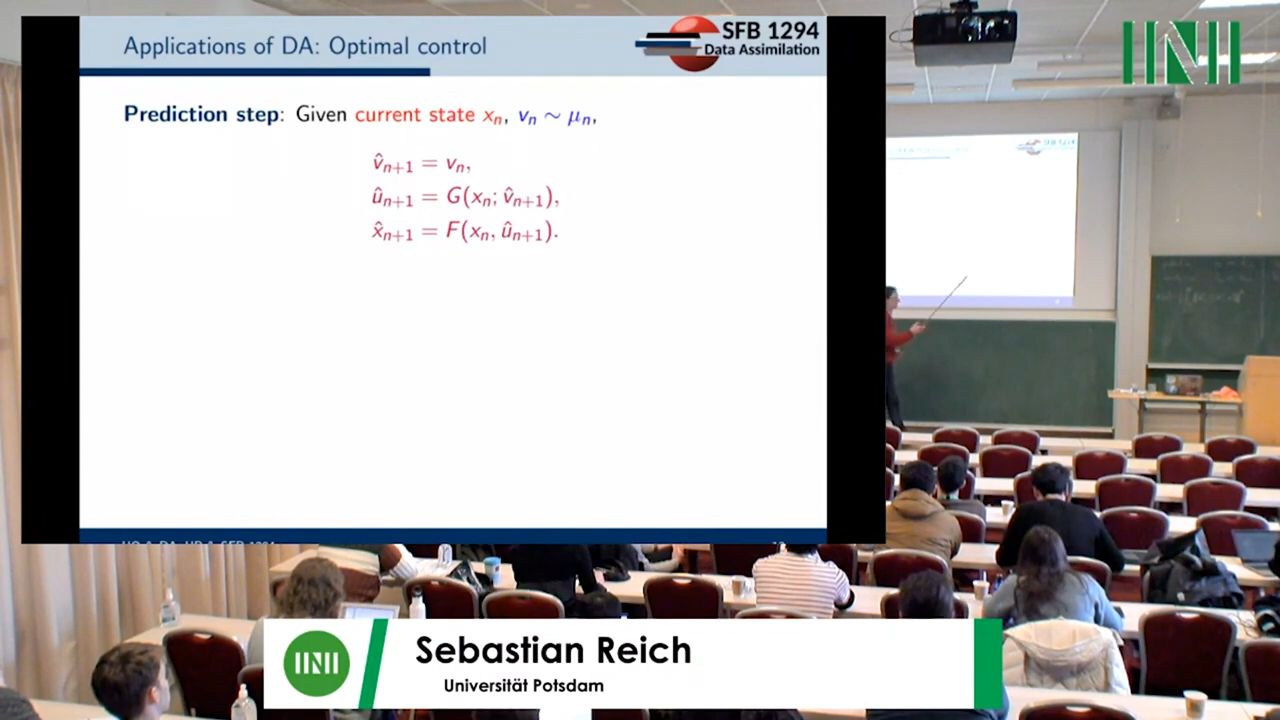 Applications of DA: Optimal control
SFB 1294
Data Assimilation
Prediction step: Given current state xₙ, vₙ ∼ μₙ,
v̂ₙ₊₁ = vₙ,
ûₙ₊₁ = G(xₙ; v̂ₙ₊₁),
x̂ₙ₊₁ = F(xₙ, ûₙ₊₁).
Sebastian Reich
Universität Potsdam